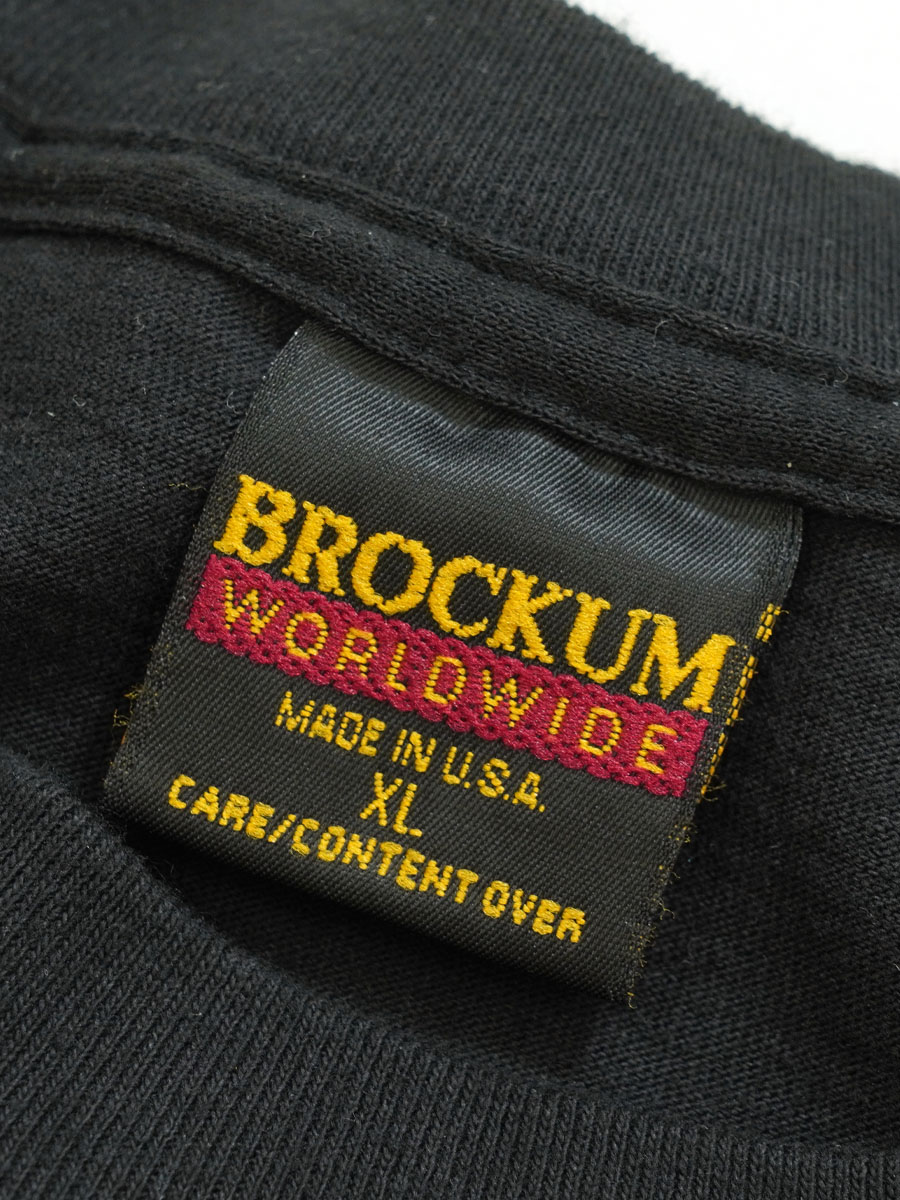 BROCKUM
WORLDWIDE
MADE IN U.S.A.
XL
CARE/CONTENT OVER